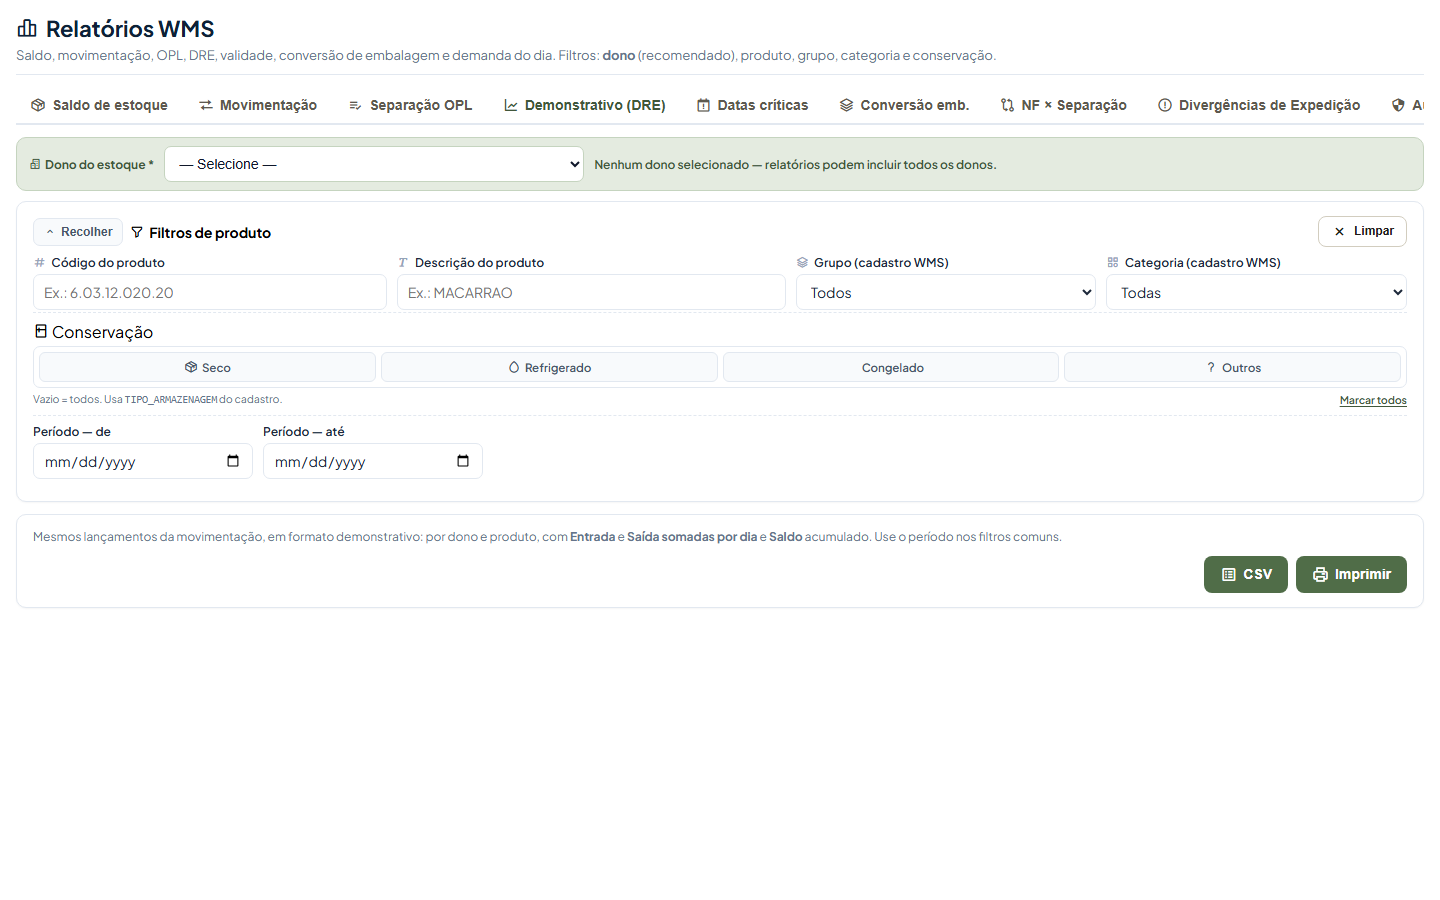 Relatórios WMS
Saldo, movimentação, OPL, DRE, validade, conversão de embalagem e demanda do dia. Filtros: dono (recomendado), produto, grupo, categoria e conservação.
Saldo de estoque Movimentação Separação OPL Demonstrativo (DRE) Datas críticas Conversão emb. NF × Separação Divergências de Expedição
Dono do estoque * — Selecione — Nenhum dono selecionado — relatórios podem incluir todos os donos.
Recolher Filtros de produto Limpar
Código do produto Descrição do produto Grupo (cadastro WMS) Categoria (cadastro WMS)
Ex.: 6.03.12.020.20 Ex.: MACARRAO Todos Todas
Conservação
Seco Refrigerado Congelado ? Outros
Vazio = todos. Usa TIPO_ARMAZENAGEM do cadastro. Marcar todos
Período — de Período — até
mm/dd/yyyy mm/dd/yyyy
Mesmos lançamentos da movimentação, em formato demonstrativo: por dono e produto, com Entrada e Saída somadas por dia e Saldo acumulado. Use o período nos filtros comuns.
CSV Imprimir